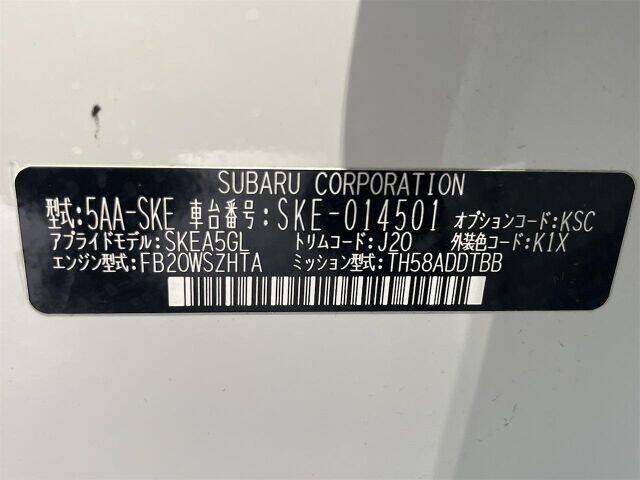 SUBARU CORPORATION
型式:5AA-SKE 車台番号:SKE-014501 オプションコード:KSC
アプライドモデル:SKEA5GL トリムコード:J20 外装色コード:K1X
エンジン型式:FB20WSZHTA ミッション型式:TH58ADDTBB